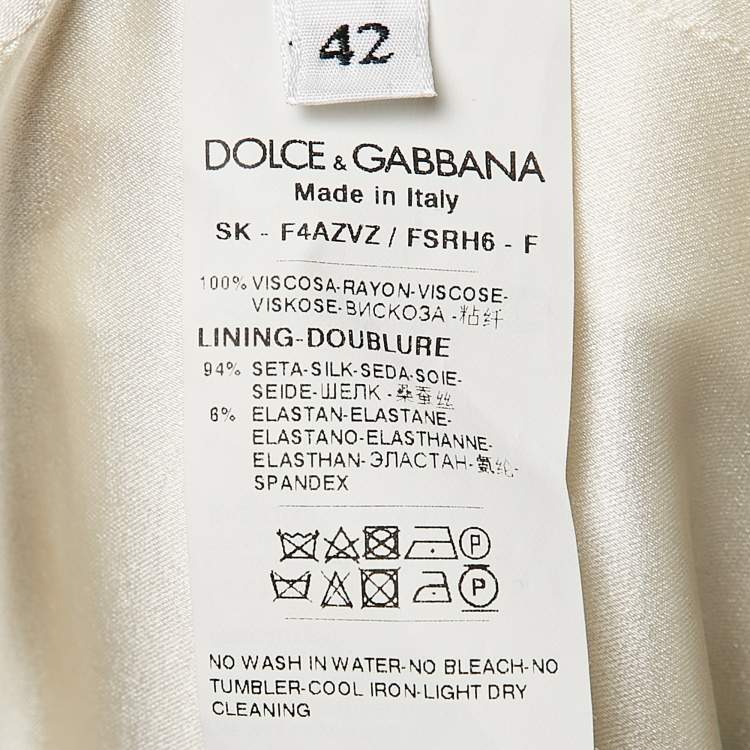 42
DOLCE & GABBANA
Made in Italy
SK - F4AZVZ / FSRH6 - F
100% VISCOSA-RAYON-VISCOSE-
VISKOSE-ВИСКОЗА -粘纤
LINING-DOUBLURE
94% SETA-SILK-SEDA-SOIE-
SEIDE-ШЕЛК -桑蚕丝
6% ELASTAN-ELASTANE-
ELASTANO-ELASTHANNE-
ELASTHAN-ЭЛАСТАН-氨纶-
SPANDEX
P
P
NO WASH IN WATER-NO BLEACH-NO
TUMBLER-COOL IRON-LIGHT DRY
CLEANING